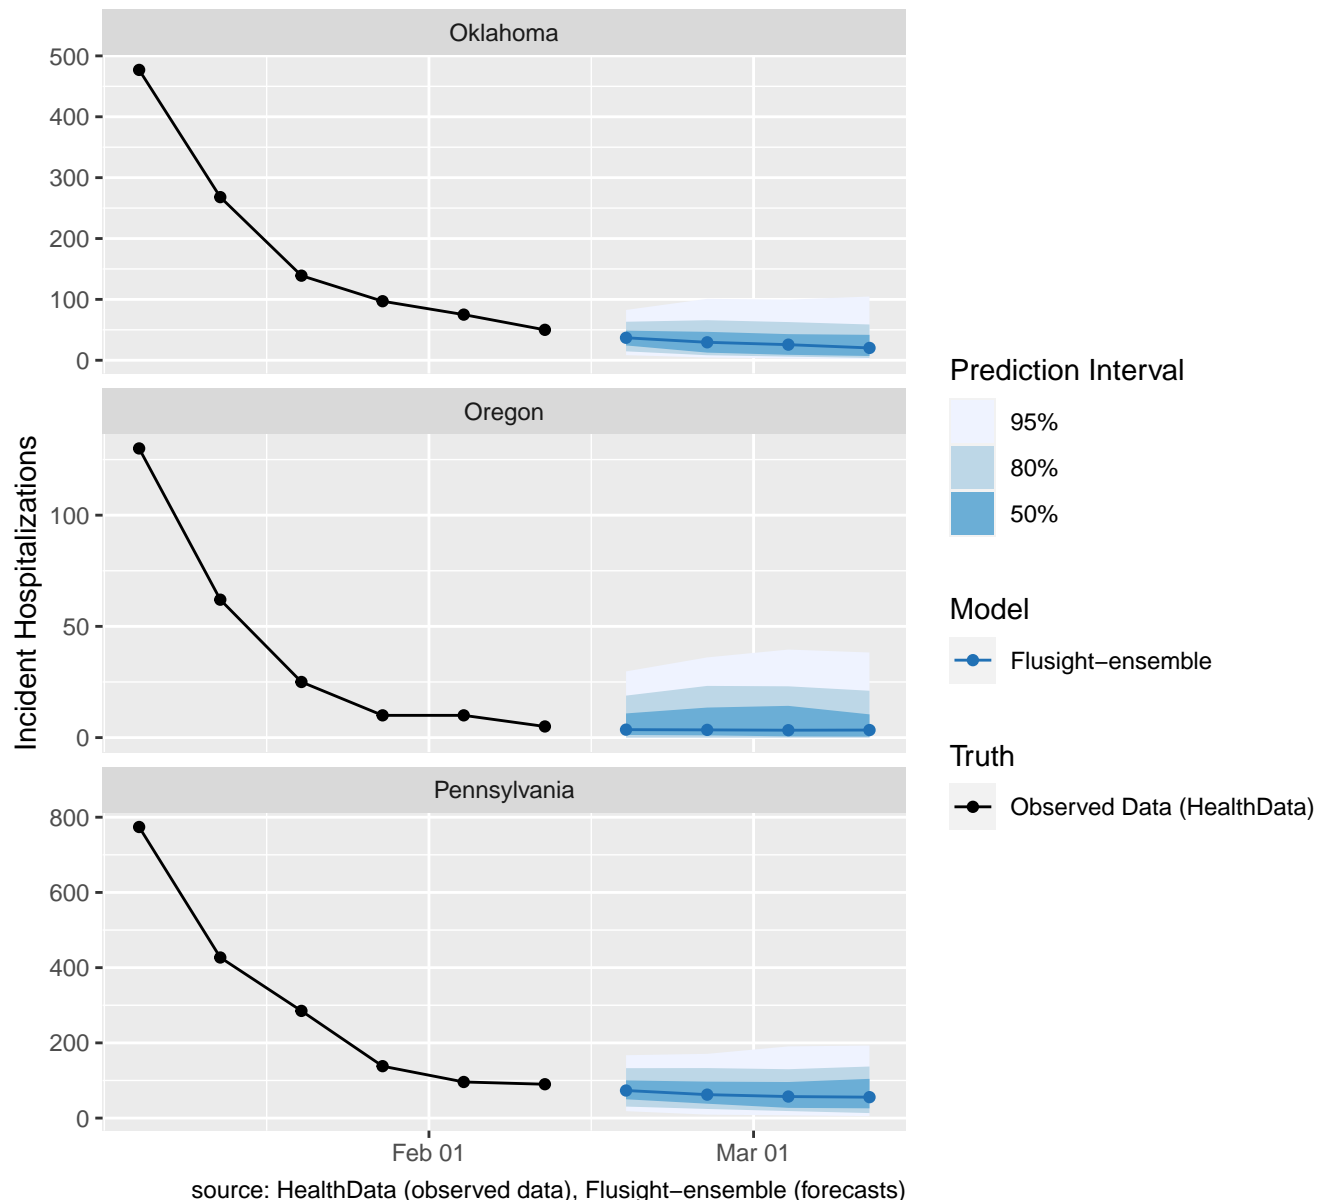 Oklahoma
500
400
300
200
100
0
Oregon
100
50
0
Pennsylvania
800
600
400
200
0
Feb 01
Mar 01
Incident Hospitalizations
source: HealthData (observed data), Flusight−ensemble (forecasts)
Prediction Interval
95%
80%
50%
Model
Flusight−ensemble
Truth
Observed Data (HealthData)